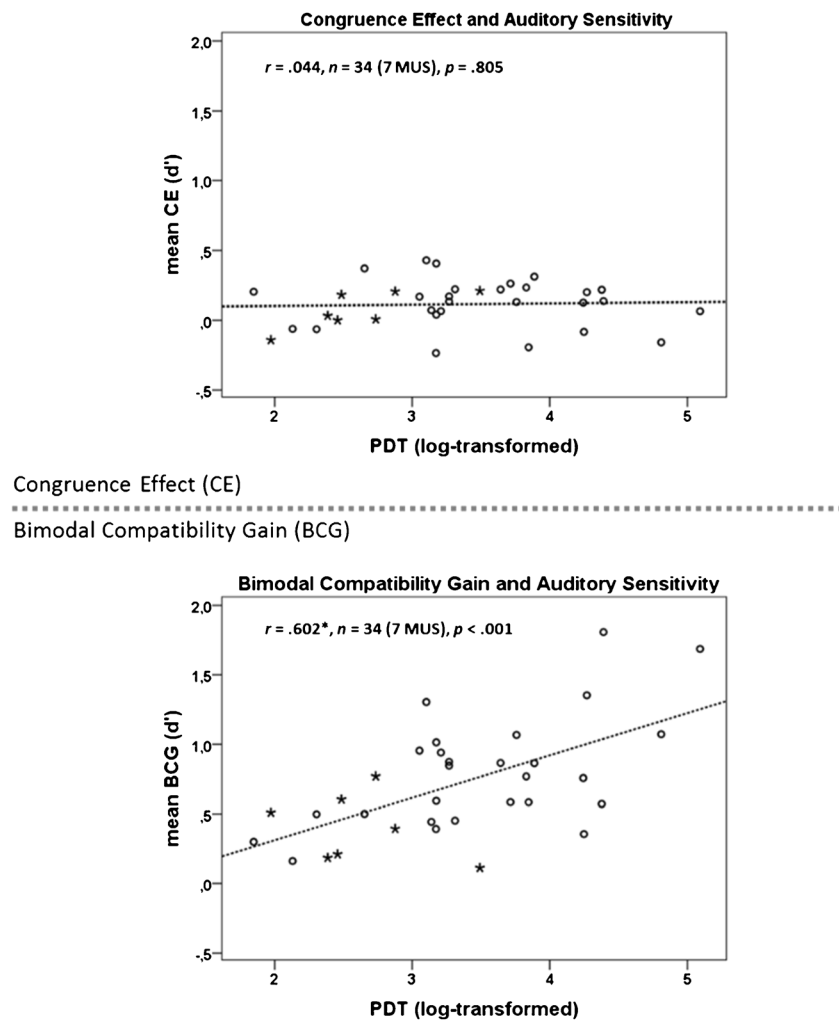 Congruence Effect and Auditory Sensitivity
r = .044, n = 34 (7 MUS), p = .805
mean CE (d')
2,0
1,5
1,0
,5
,0
-,5
2 3 4 5
PDT (log-transformed)
Congruence Effect (CE)
Bimodal Compatibility Gain (BCG)
Bimodal Compatibility Gain and Auditory Sensitivity
r = .602*, n = 34 (7 MUS), p < .001
mean BCG (d')
2,0
1,5
1,0
,5
,0
-,5
2 3 4 5
PDT (log-transformed)